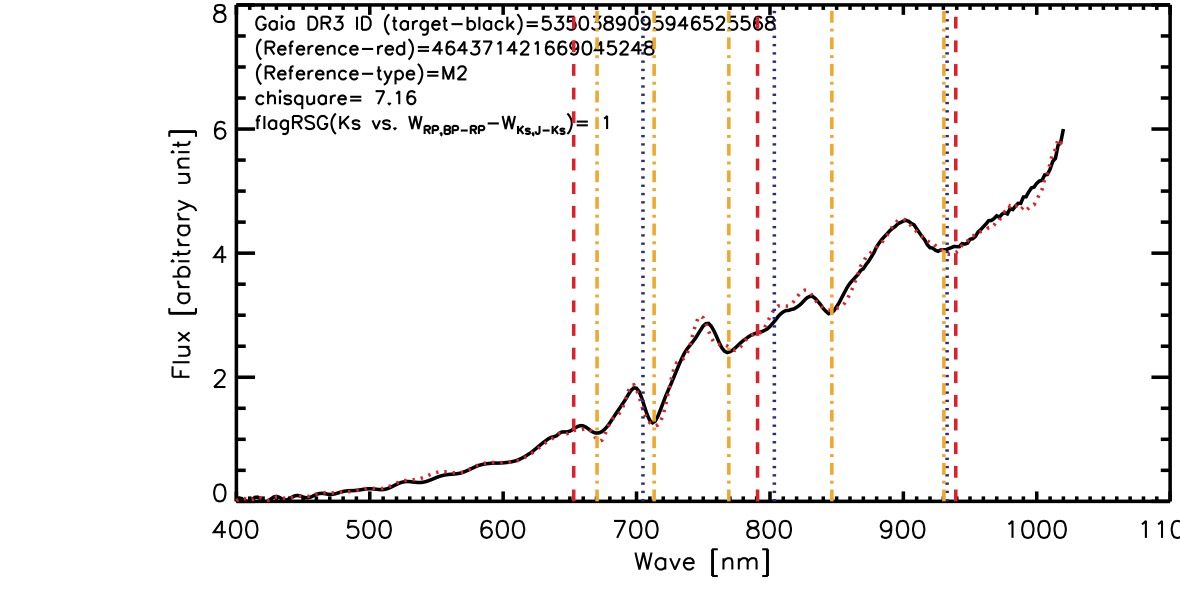 8
Gaia DR3 ID (target-black)=5350389095946525568
(Reference-red)=464371421669045248
(Reference-type)=M2
chisquare= 7.16
flagRSG(Ks vs. W_RP,BP-RP-W_Ks,J-Ks)= 1
6
4
2
0
Flux [arbitrary unit]
400 500 600 700 800 900 1000 110
Wave [nm]